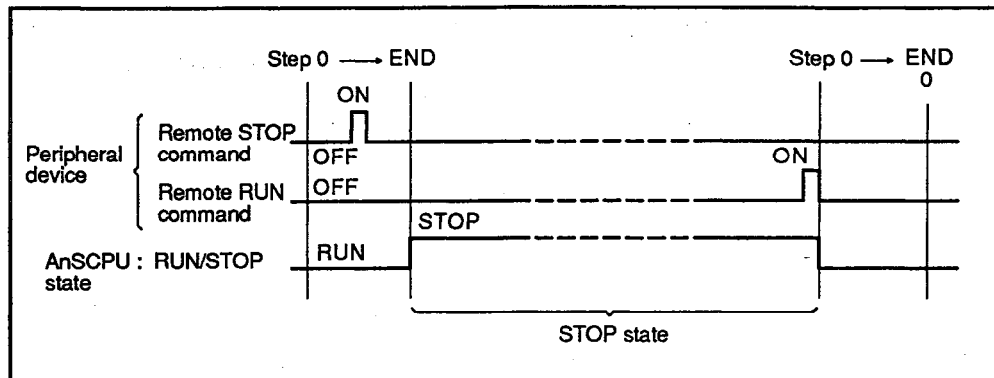 Step 0 → END
Step 0 → END
0
ON
Remote STOP
command
OFF
Peripheral
device
ON
OFF
Remote RUN
command
STOP
AnSCPU : RUN/STOP
state
RUN
STOP state